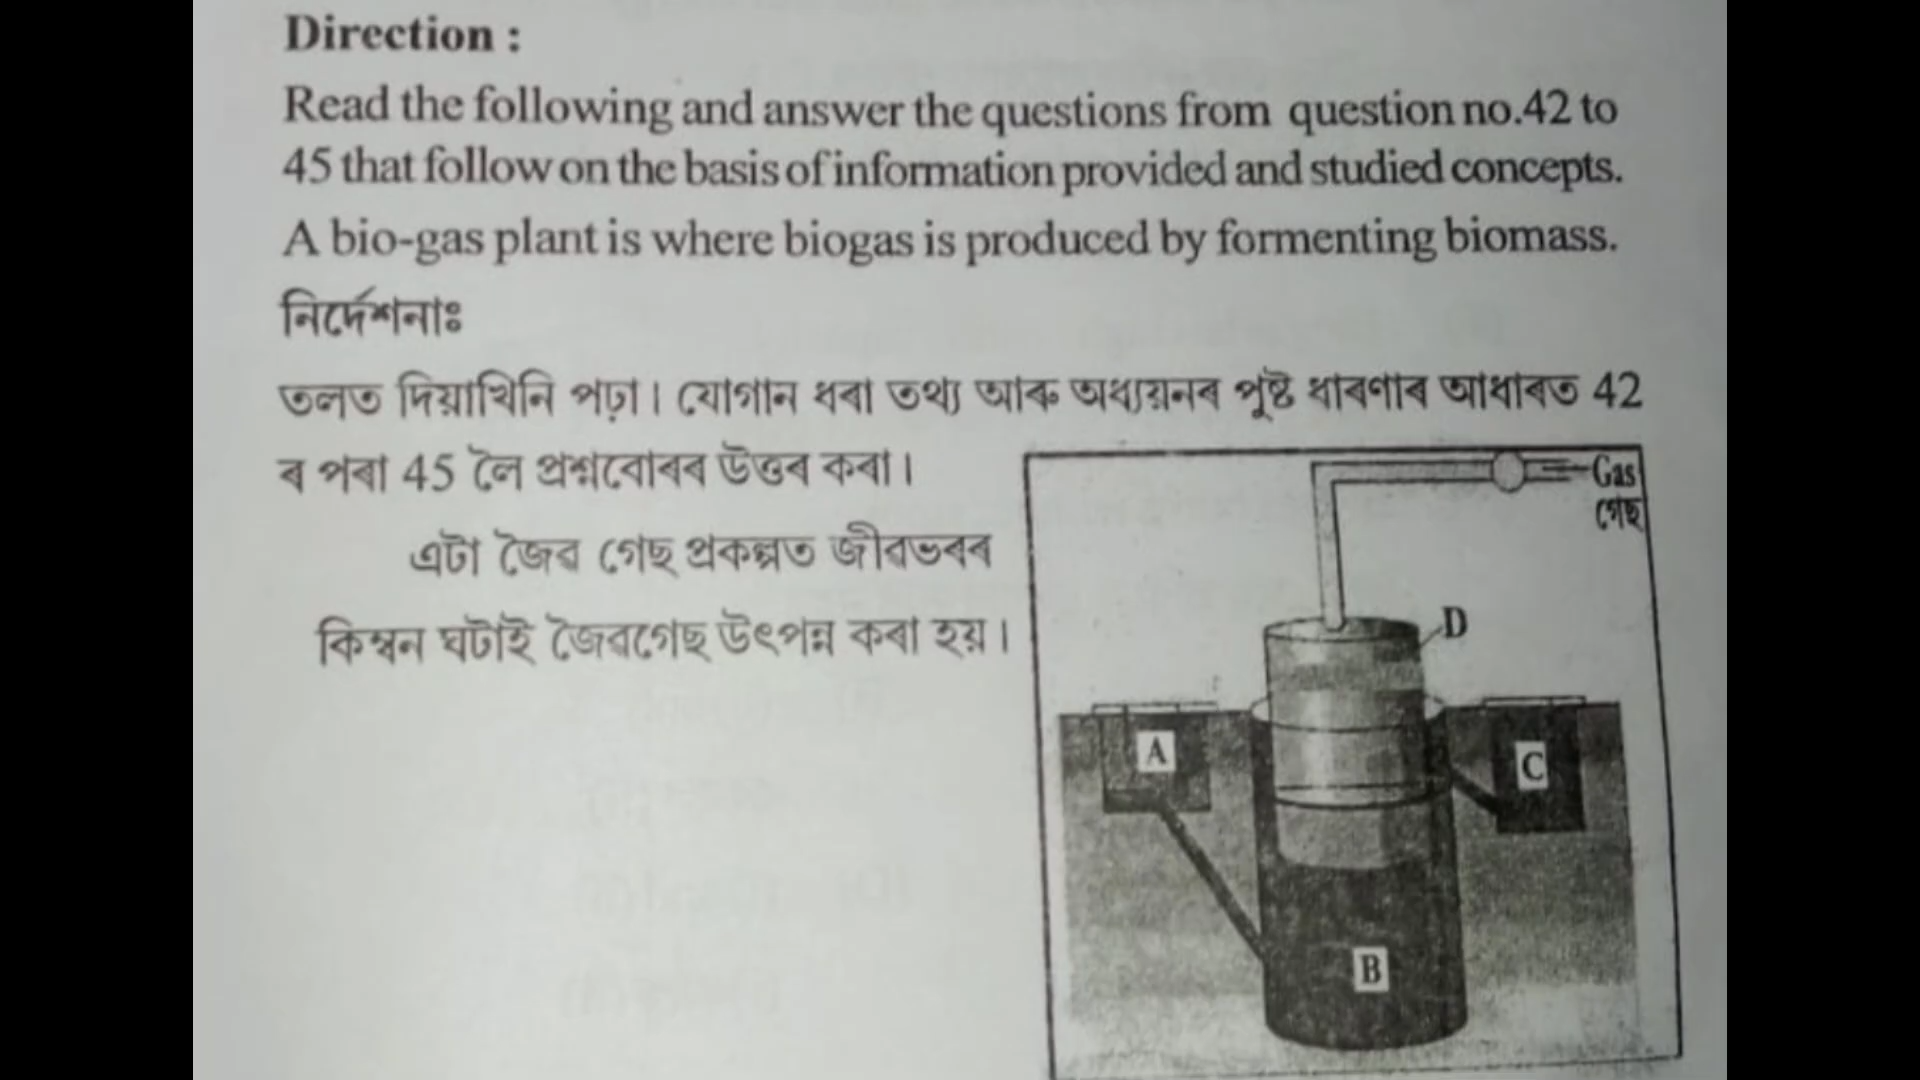 Direction :
Read the following and answer the questions from question no.42 to
45 that follow on the basis of information provided and studied concepts.
A bio-gas plant is where biogas is produced by formenting biomass.
নিৰ্দেশনাঃ
তলত দিয়াখিনি পঢ়া। যোগান ধৰা তথ্য আৰু অধ্যয়নৰ পুষ্ট ধাৰণাৰ আধাৰত 42
ৰ পৰা 45 লৈ প্ৰশ্নবোৰৰ উত্তৰ কৰা।
এটা জৈৱ গেছ প্ৰকল্পত জীৱভৰৰ
কিম্বন ঘটাই জৈৱগেছ উৎপন্ন কৰা হয়।
Gas
গেছ
D
A
C
B